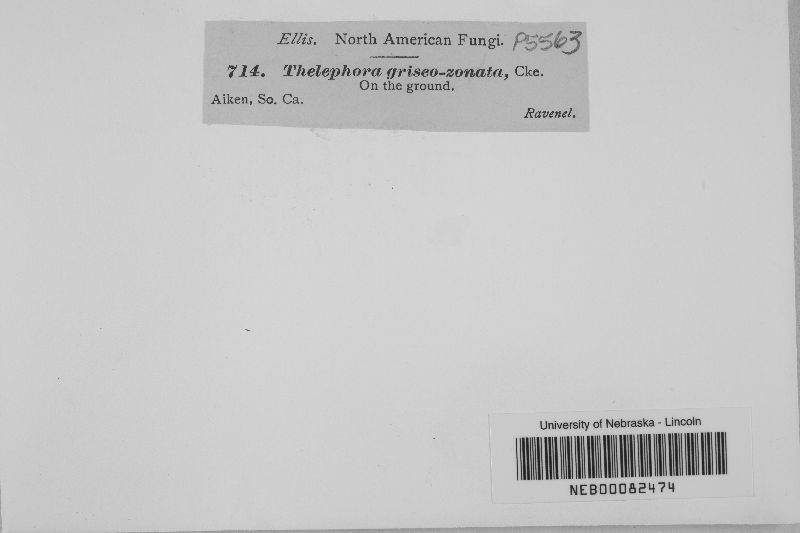 Ellis. North American Fungi. P5563
714. Thelephora griseo-zonata, Cke.
On the ground.
Aiken, So. Ca.
Ravenel.
University of Nebraska - Lincoln
NEB00082474